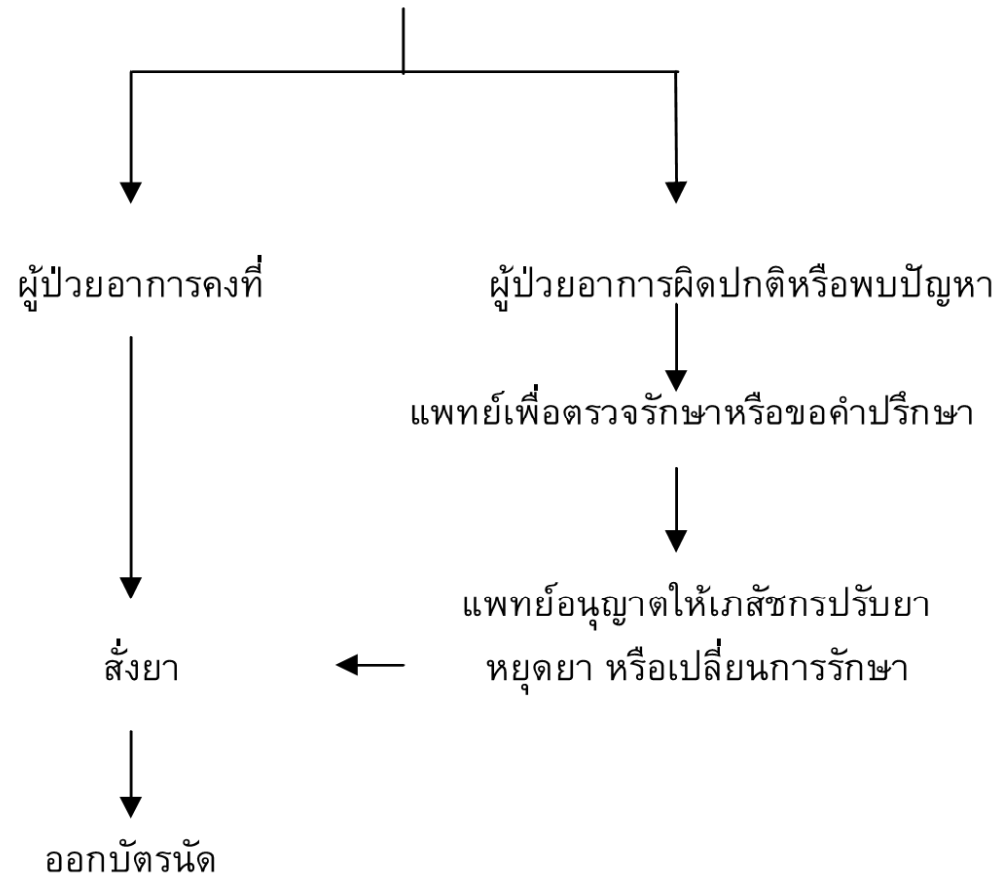 ผู้ป่วยอาการคงที่
ผู้ป่วยอาการผิดปกติหรือพบปัญหา
แพทย์เพื่อตรวจรักษาหรือขอคำปรึกษา
แพทย์อนุญาตให้เภสัชกรปรับยา
หยุดยา หรือเปลี่ยนการรักษา
สั่งยา
ออกบัตรนัด